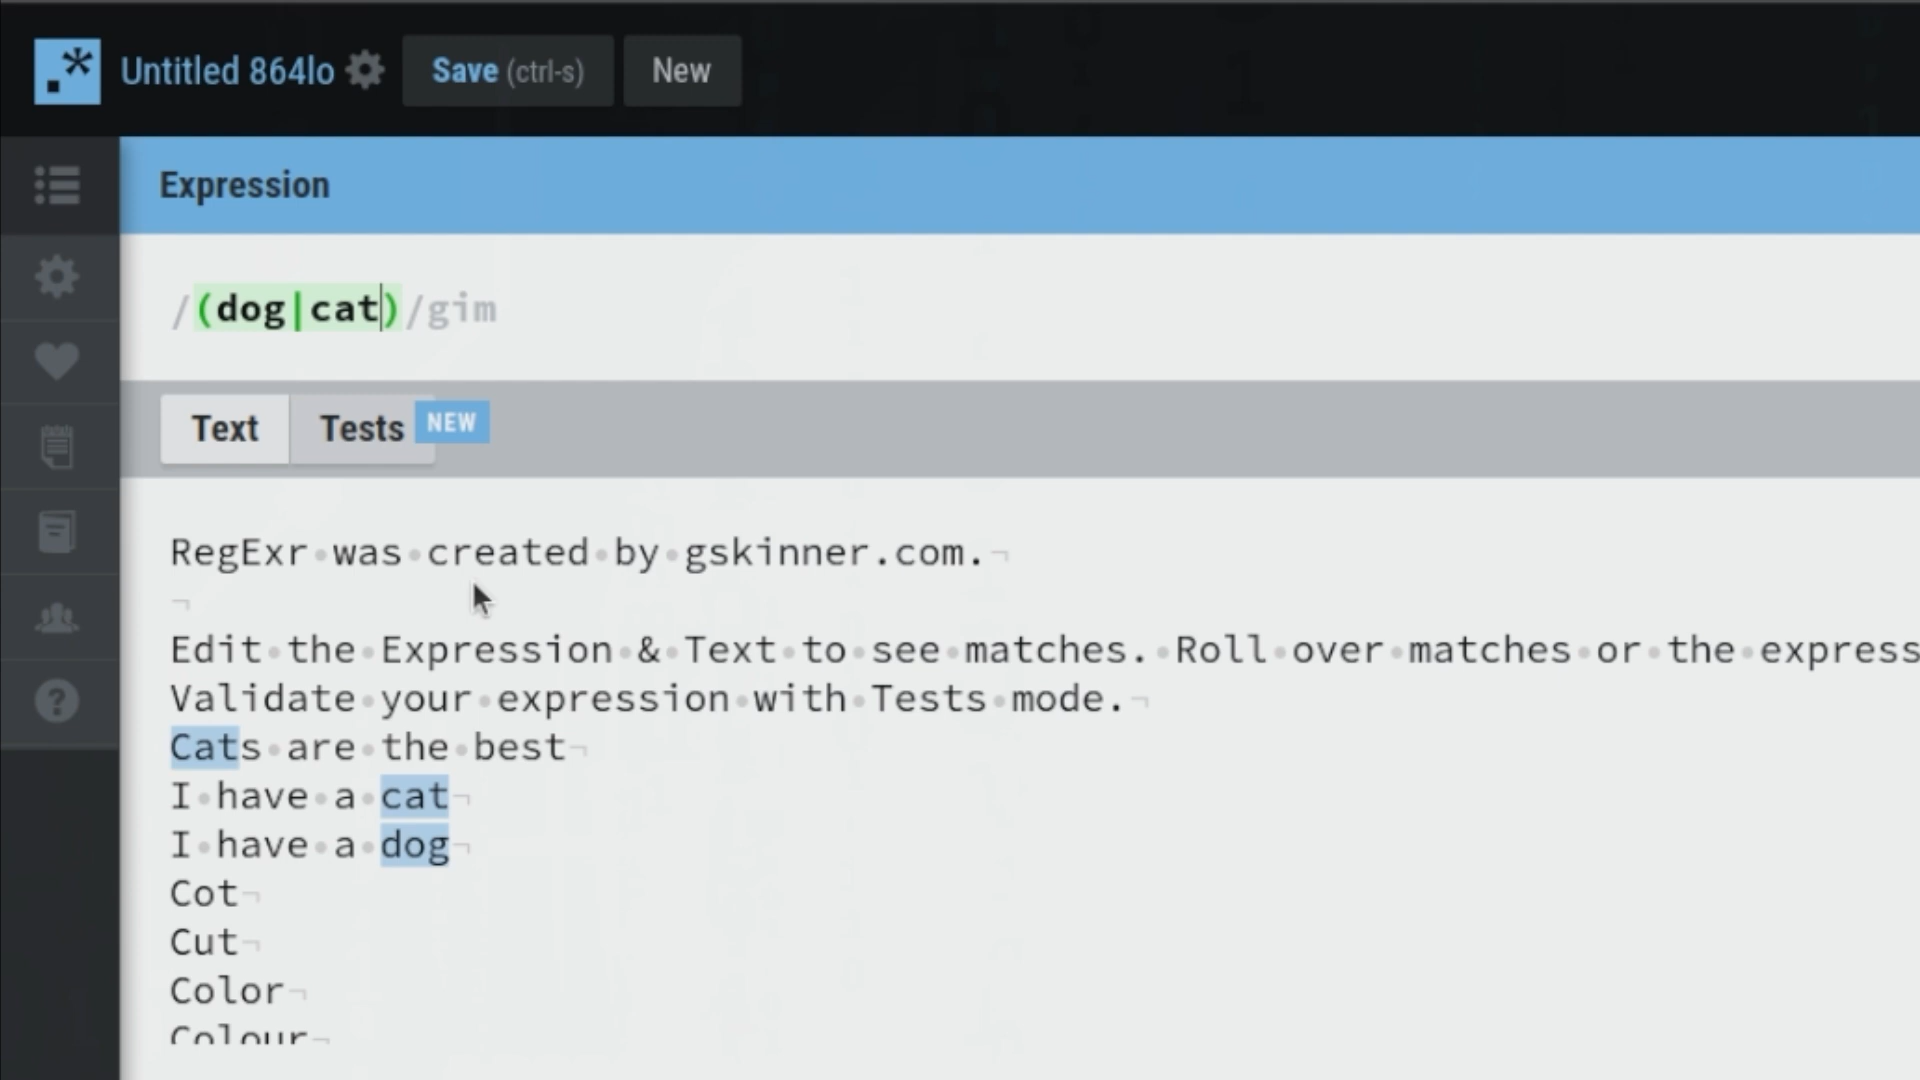 .*
Untitled 864lo Save (ctrl-s) New
Expression
/(dog|cat)/gim
Text Tests NEW
RegExr was created by gskinner.com.
Edit the Expression & Text to see matches. Roll over matches or the express
Validate your expression with Tests mode.
Cats are the best
I have a cat
I have a dog
Cot
Cut
Color
Colour